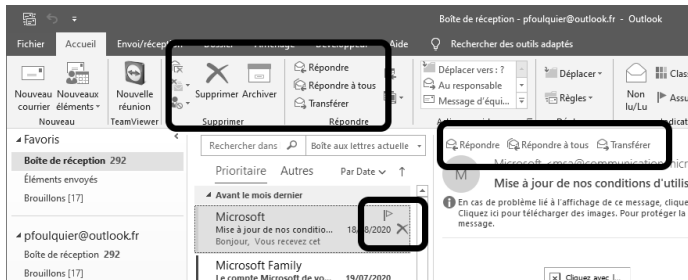 Boîte de réception - pfoulquier@outlook.fr - Outlook
Fichier Accueil Envoi/réception Dossier Affichage Développeur Aide Rechercher des outils adaptés
Nouveau courrier
Nouveaux éléments
Nouveau
Nouvelle réunion
TeamViewer
Supprimer Archiver
Supprimer
Répondre
Répondre à tous
Transférer
Répondre
Déplacer vers : ?
Au responsable
Message d'équi...
Déplacer
Règles
Non lu/Lu
Favoris
Boîte de réception 292
Éléments envoyés
Brouillons [17]
pfoulquier@outlook.fr
Boîte de réception 292
Brouillons [17]
Rechercher dans Boîte aux lettres actuelle
Prioritaire Autres Par Date
Avant le mois dernier
Microsoft
Mise à jour de nos conditio... 18/08/2020
Bonjour, Vous recevez cet
Microsoft Family
Le compte Microsoft de vo... 19/07/2020
Répondre Répondre à tous Transférer
M
Mise à jour de nos conditions d'utilis
En cas de problème lié à l'affichage de ce message, clique
Cliquez ici pour télécharger des images. Pour protéger la
message.
Cliquez avec l...